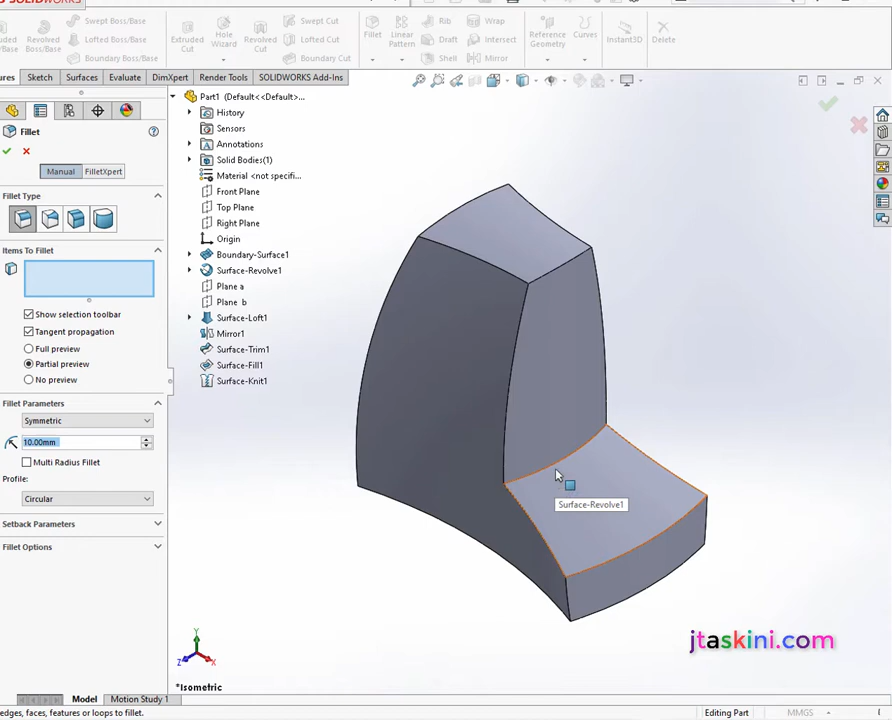 SOLIDWORKS
Swept Boss/Base
Rib
Wrap
Swept Cut
Revolved
Boss/Base
Lofted Boss/Base
Extruded
Cut
Hole
Wizard
Revolved
Cut
Lofted Cut
Fillet
Linear
Pattern
Draft
Intersect
Reference
Geometry
Curves
Instant3D
Delete
Boundary Boss/Base
Boundary Cut
Shell
Mirror
Sketch
Surfaces
Evaluate
DimXpert
Render Tools
SOLIDWORKS Add-Ins
Part1 (Default<<Default>...
History
Sensors
Annotations
Solid Bodies(1)
Material <not specifi...
Front Plane
Top Plane
Right Plane
Origin
Boundary-Surface1
Surface-Revolve1
Plane a
Plane b
Surface-Loft1
Mirror1
Surface-Trim1
Surface-Fill1
Surface-Knit1
Fillet
?
Manual
FilletXpert
Fillet Type
Items To Fillet
Show selection toolbar
Tangent propagation
Full preview
Partial preview
No preview
Fillet Parameters
Symmetric
10.00mm
Multi Radius Fillet
Profile:
Circular
Setback Parameters
Fillet Options
Surface-Revolve1
jtaskini.com
Y
Z
X
*Isometric
Model
Motion Study 1
edges, faces, features or loops to fillet.
Editing Part
MMGS